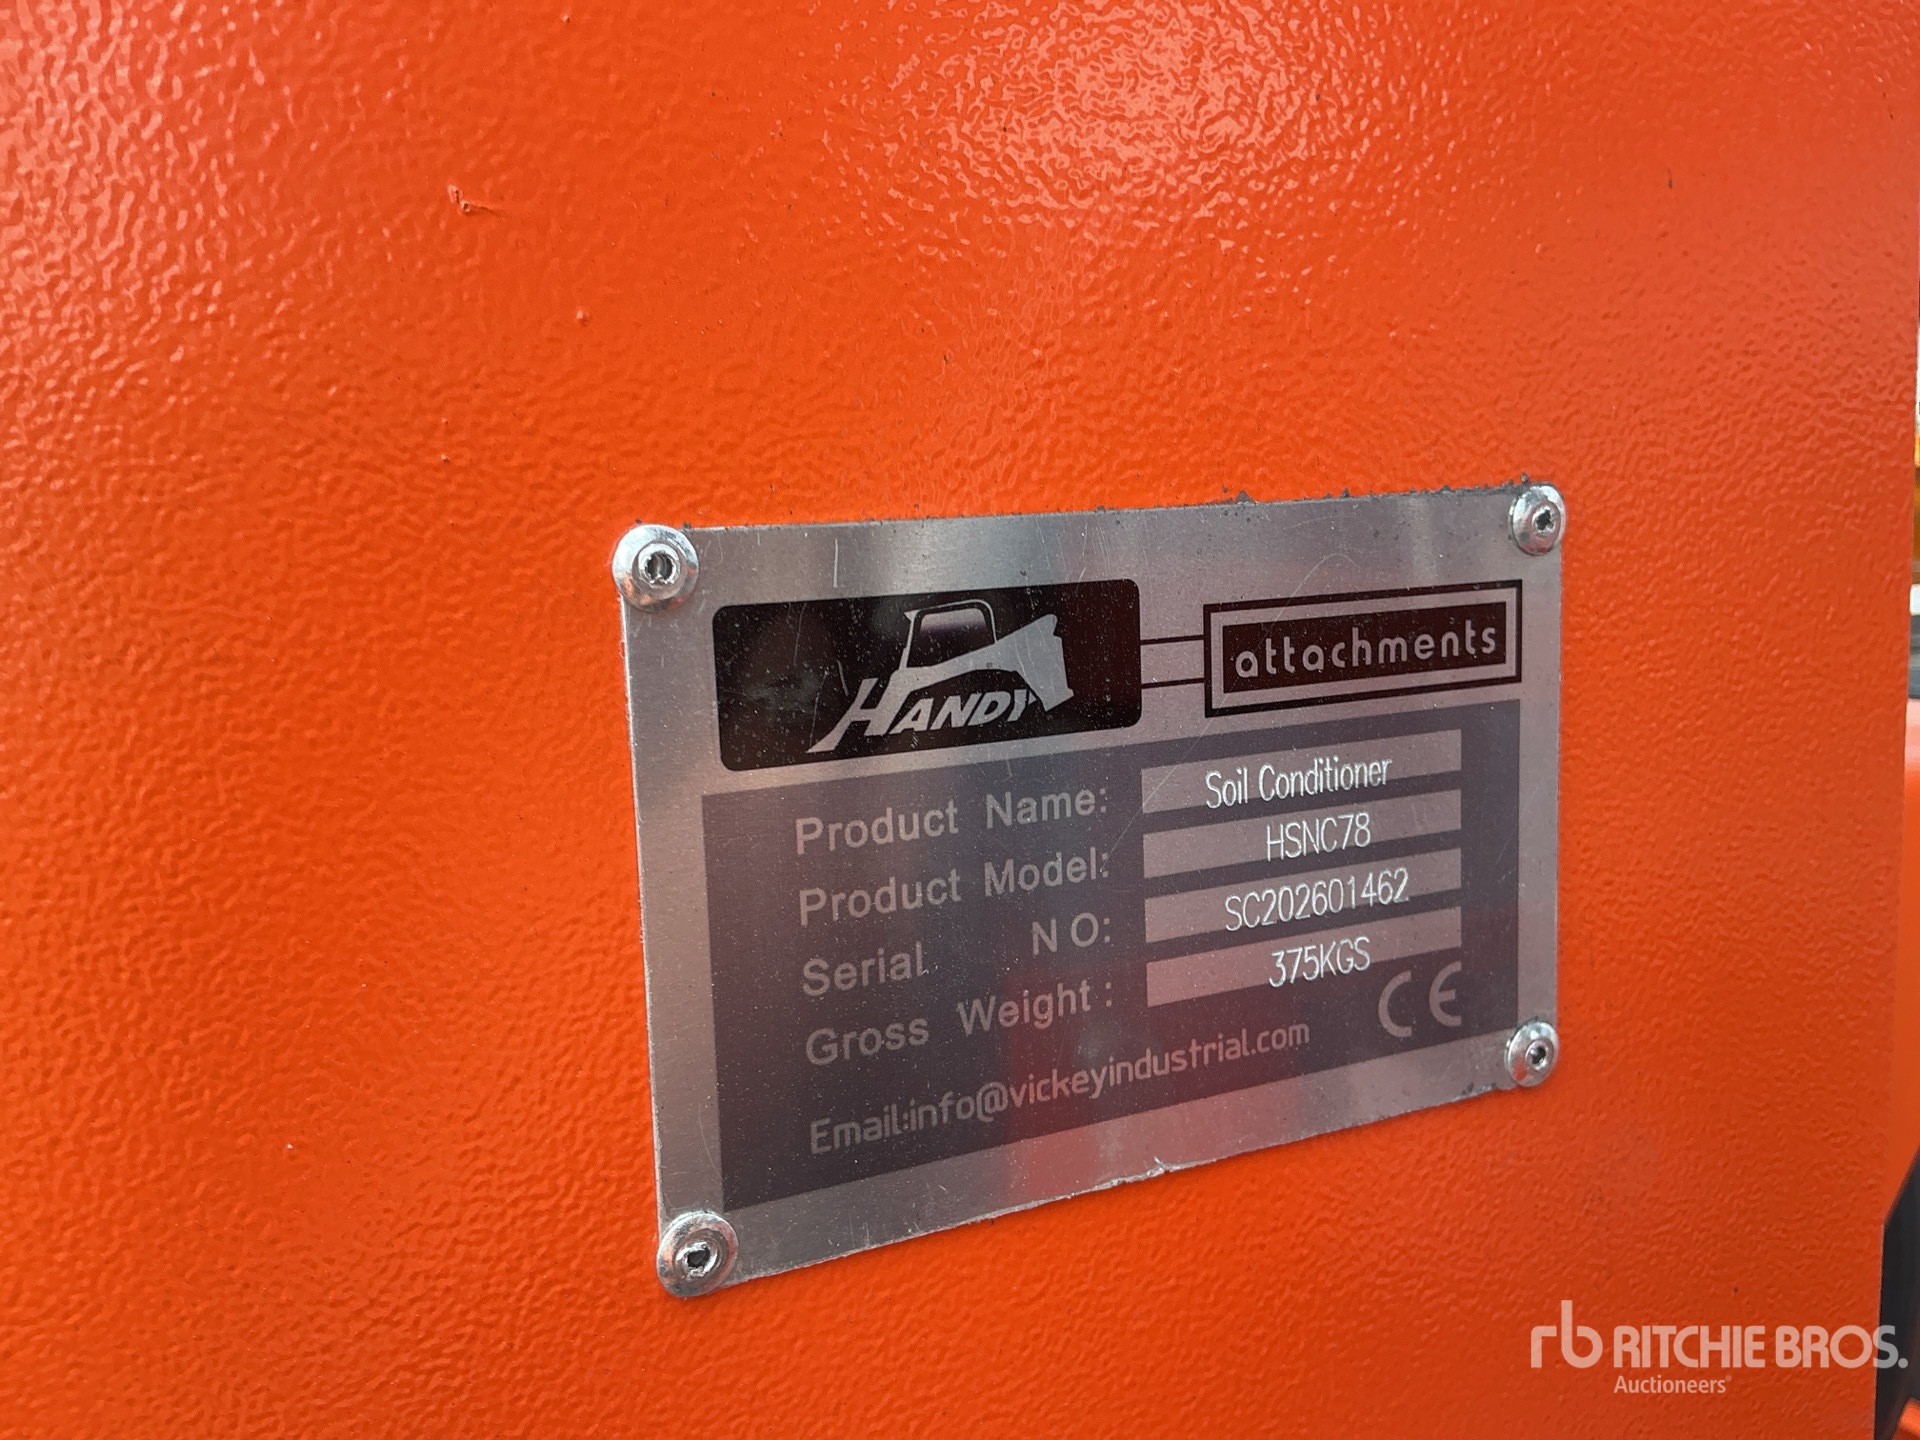 HANDY
attachments
Product Name: Soil Conditioner
Product Model: HSNC78
Serial NO: SC202601462
Gross Weight: 375KGS
Email:info@vickeyindustrial.com
CE
rb RITCHIE BROS.
Auctioneers®